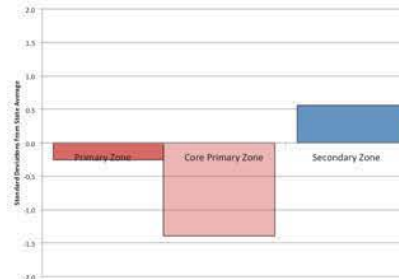 2.0
1.5
1.0
0.5
0.0
-0.5
-1.0
-1.5
-2.0
Standard Deviations from State Average
Primary Zone
Core Primary Zone
Secondary Zone